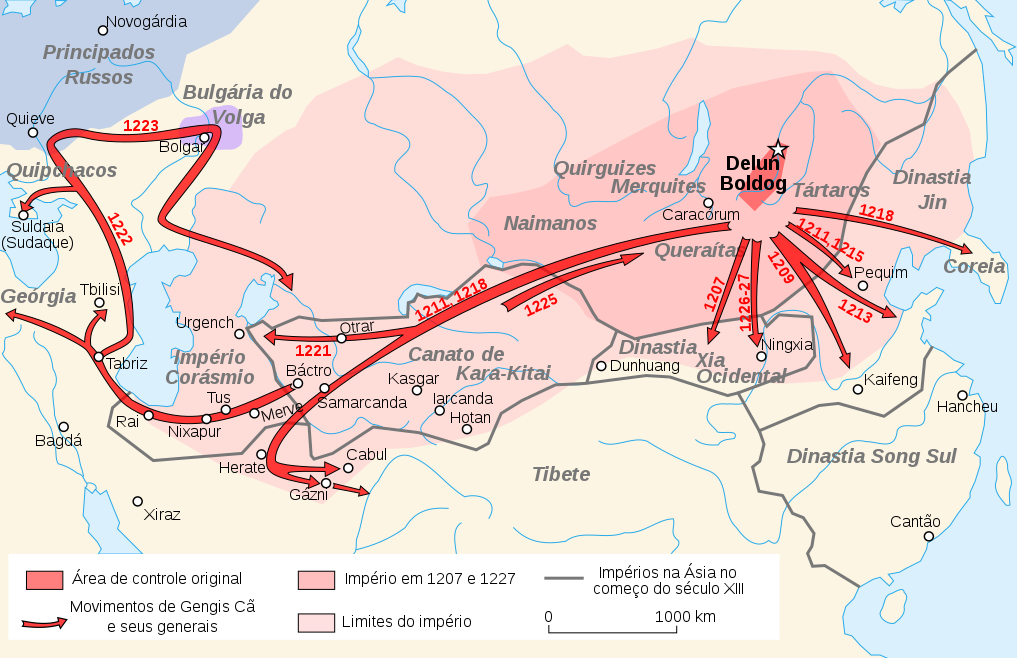 Novogárdia
Principados
Russos
Bulgária do
Volga
Quieve
1223
Bolgar
Quipchacos
Suldaia
(Sudaque)
1222
Geórgia
Tbilisi
Tabriz
Urgench
Império
Corásmio
1221
Otrar
1211, 1218
1225
Báctro
Samarcanda
Tus
Merve
Rai
Nixapur
Bagdá
Herate
Cabul
Gázni
Xiraz
Canato de
Kara-Kitai
Kasgar
Iarcanda
Hotan
Quirguizes
Merquites
Naimanos
Delun
Boldog
Tártaros
Caracorum
Queraítas
Dinastia
Jin
1218
1211,1215
1209
1207
1226-27
1213
Pequim
Coreia
Dinastia
Xia
Ocidental
Dunhuang
Ningxia
Kaifeng
Hancheu
Dinastia Song Sul
Tibete
Cantão
Área de controle original
Movimentos de Gengis Cã
e seus generais
Império em 1207 e 1227
Limites do império
Impérios na Ásia no
começo do século XIII
0
1000 km